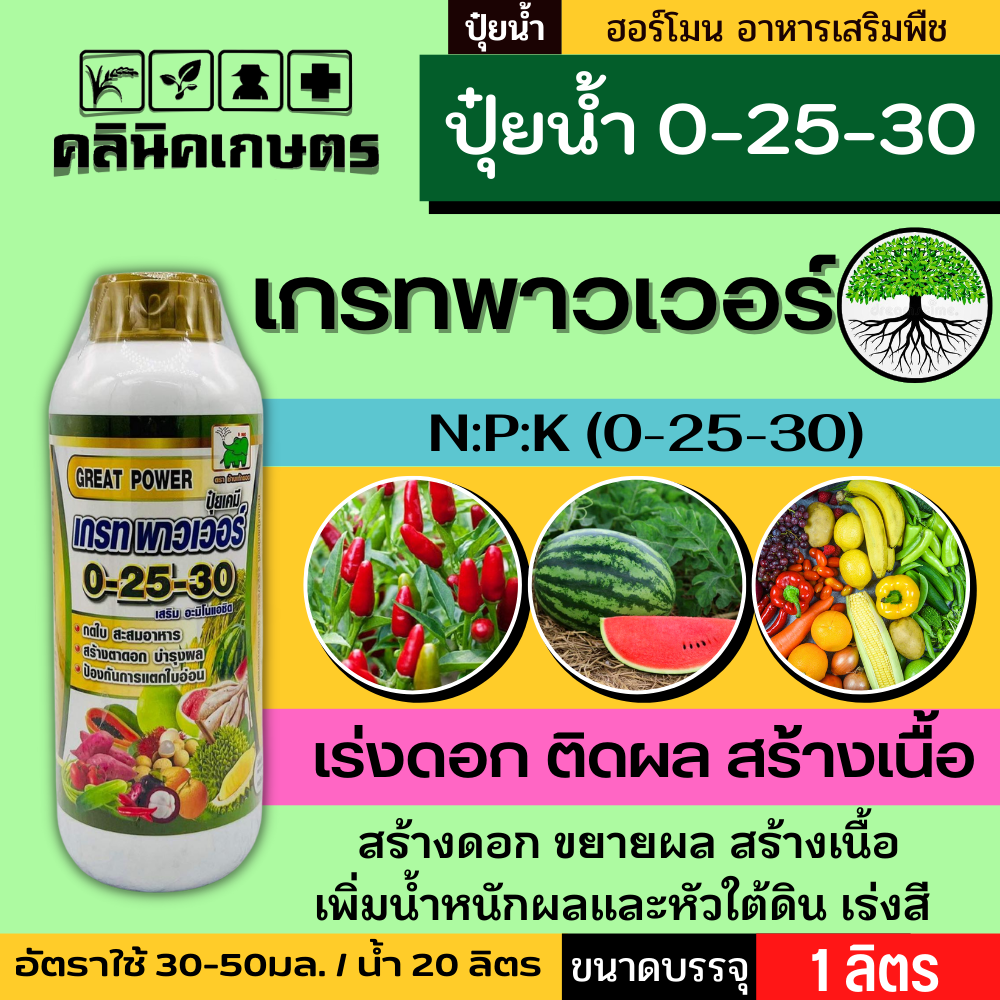 ปุ๋ยน้ำ
ฮอร์โมน อาหารเสริมพืช
คลินิคเกษตร
ปุ๋ยน้ำ 0-25-30
เกรทพาวเวอร์
N:P:K (0-25-30)
GREAT POWER
ปุ๋ยเคมี
เกรท พาวเวอร์
0-25-30
เสริม อะมิโนแอซิด
กดใบ สะสมอาหาร
สร้างตาดอก บำรุงผล
ป้องกันการแตกใบอ่อน
เร่งดอก ติดผล สร้างเนื้อ
สร้างดอก ขยายผล สร้างเนื้อ
เพิ่มน้ำหนักผลและหัวใต้ดิน เร่งสี
อัตราใช้ 30-50มล. / น้ำ 20 ลิตร
ขนาดบรรจุ
1 ลิตร